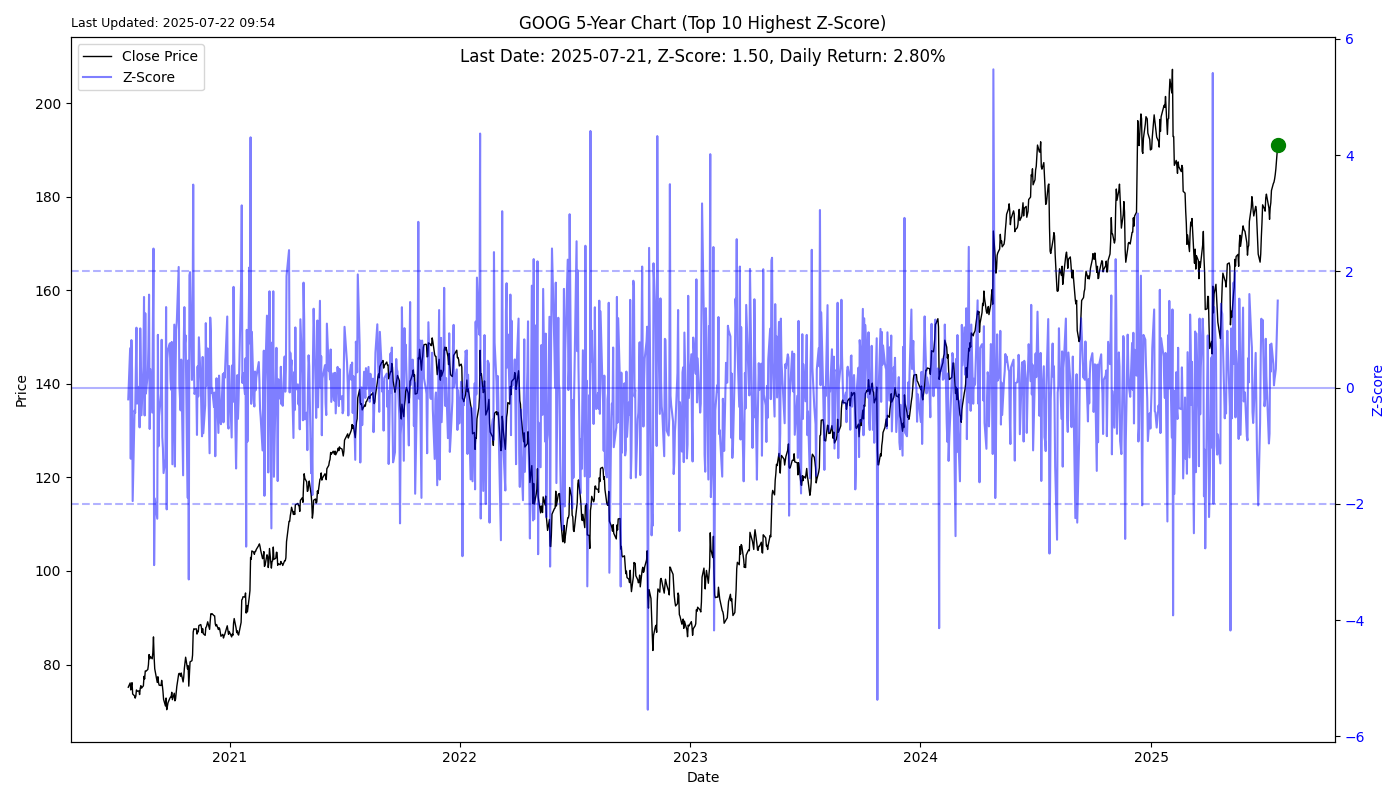 Last Updated: 2025-07-22 09:54
GOOG 5-Year Chart (Top 10 Highest Z-Score)
Last Date: 2025-07-21, Z-Score: 1.50, Daily Return: 2.80%
Close Price
Z-Score
Price
200
180
160
140
120
100
80
6
4
2
0
−2
−4
−6
Z-Score
2021
2022
2023
2024
2025
Date